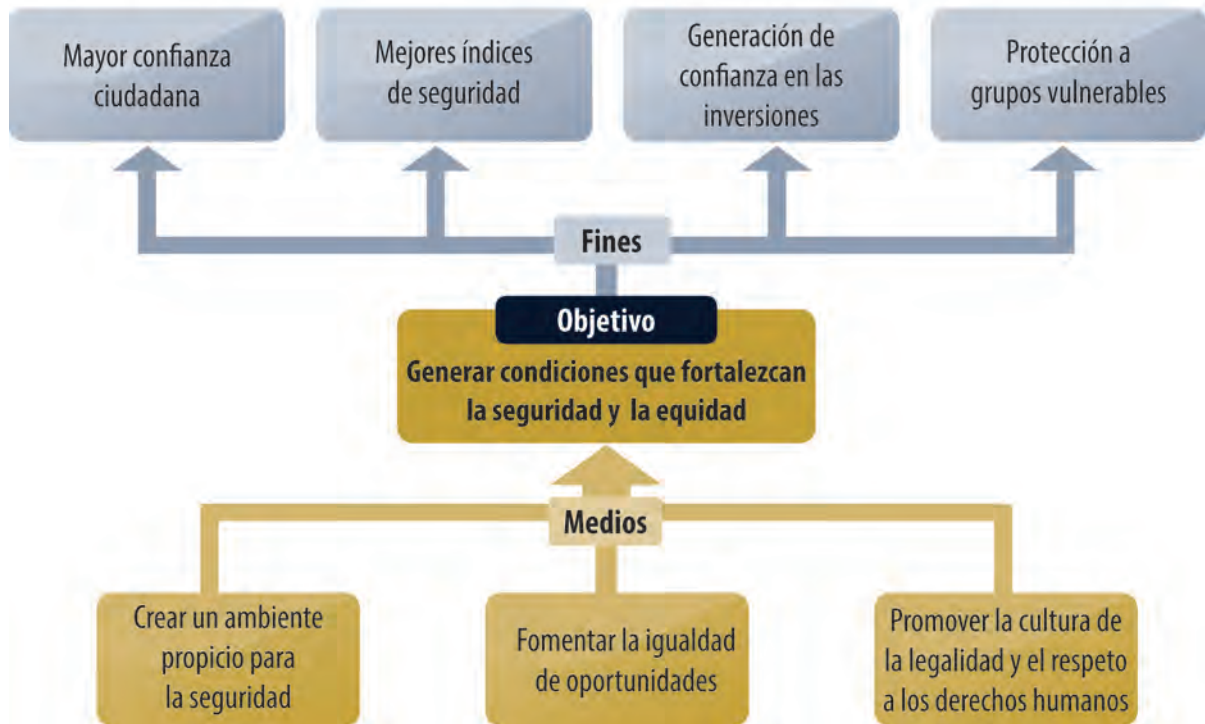 Mayor confianza
ciudadana
Mejores índices
de seguridad
Generación de
confianza en las
inversiones
Protección a
grupos vulnerables
Fines
Objetivo
Generar condiciones que fortalezcan
la seguridad y la equidad
Medios
Crear un ambiente
propicio para
la seguridad
Fomentar la igualdad
de oportunidades
Promover la cultura de
la legalidad y el respeto
a los derechos humanos